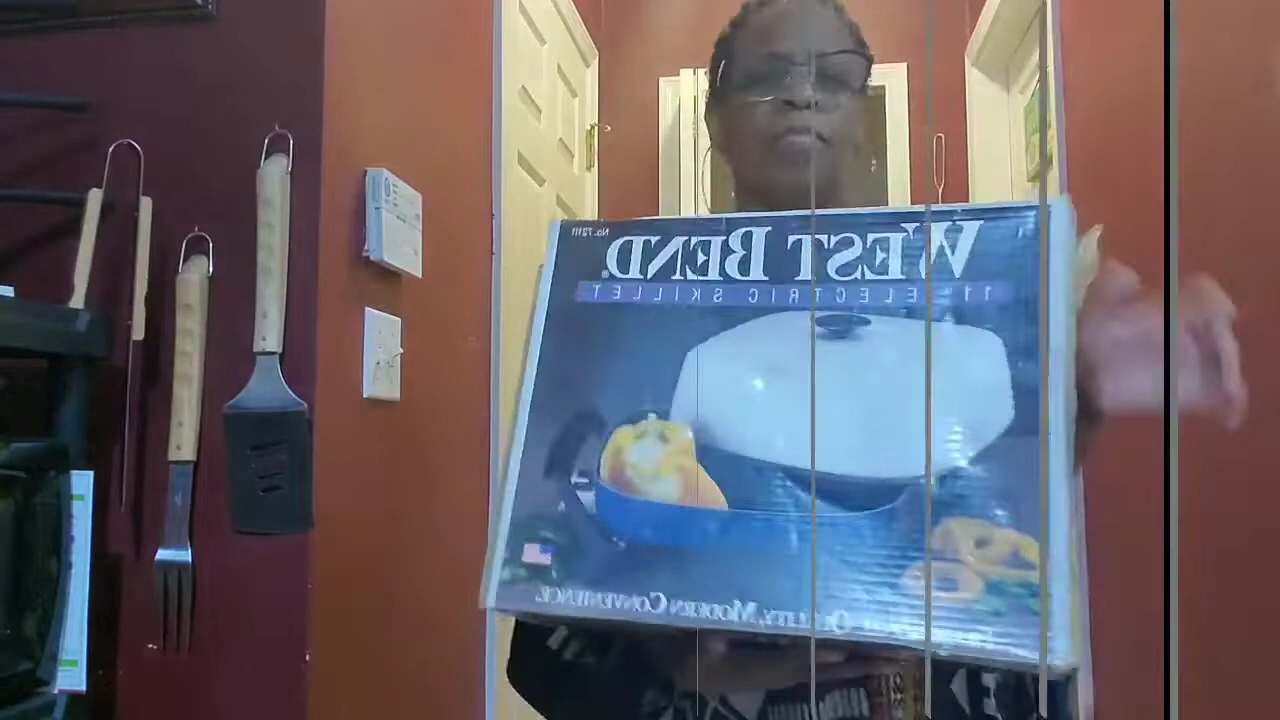 No. 72111
WEST BEND®
11" ELECTRIC SKILLET
QUALITY, MODERN CONVENIENCE.